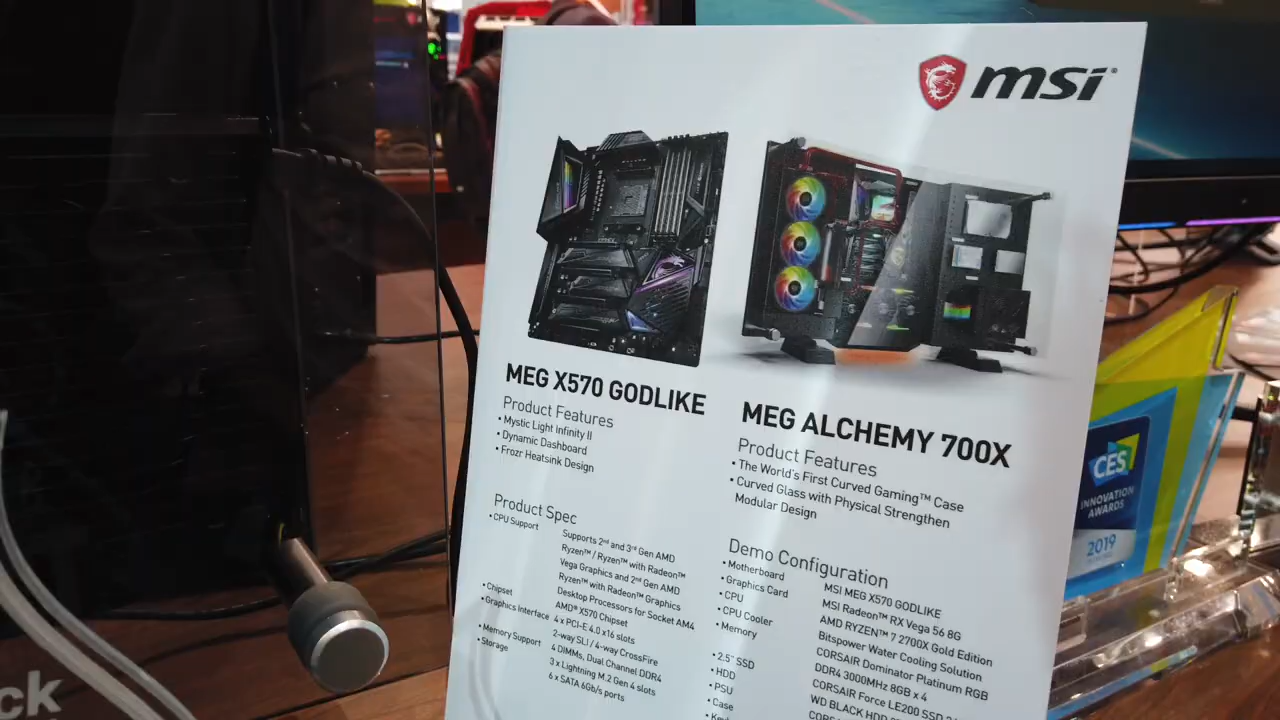 msi
MEG X570 GODLIKE
Product Features
• Mystic Light Infinity II
• Dynamic Dashboard
• Frozr Heatsink Design
Product Spec
• CPU Support
Supports 2nd and 3rd Gen AMD
Ryzen™ / Ryzen™ with Radeon™
Vega Graphics and 2nd Gen AMD
Ryzen™ with Radeon™ Graphics
Desktop Processors for Socket AM4
• Chipset AMD® X570 Chipset
• Graphics Interface 4 x PCI-E 4.0 x16 slots
2-way SLI / 4-way CrossFire
• Memory Support 4 DIMMs, Dual Channel DDR4
• Storage 3 x Lightning M.2 Gen 4 slots
6 x SATA 6Gb/s ports
MEG ALCHEMY 700X
Product Features
• The World's First Curved Gaming™ Case
• Curved Glass with Physical Strengthen
Modular Design
Demo Configuration
• Motherboard MSI MEG X570 GODLIKE
• Graphics Card MSI Radeon™ RX Vega 56 8G
• CPU AMD RYZEN™ 7 2700X Gold Edition
• CPU Cooler Bitspower Water Cooling Solution
• Memory CORSAIR Dominator Platinum RGB
DDR4 3000MHz 8GB x 4
• 2.5" SSD CORSAIR Force LE200 SSD
• HDD WD BLACK HDD
• PSU
• Case
CES
INNOVATION
AWARDS
2019
ck